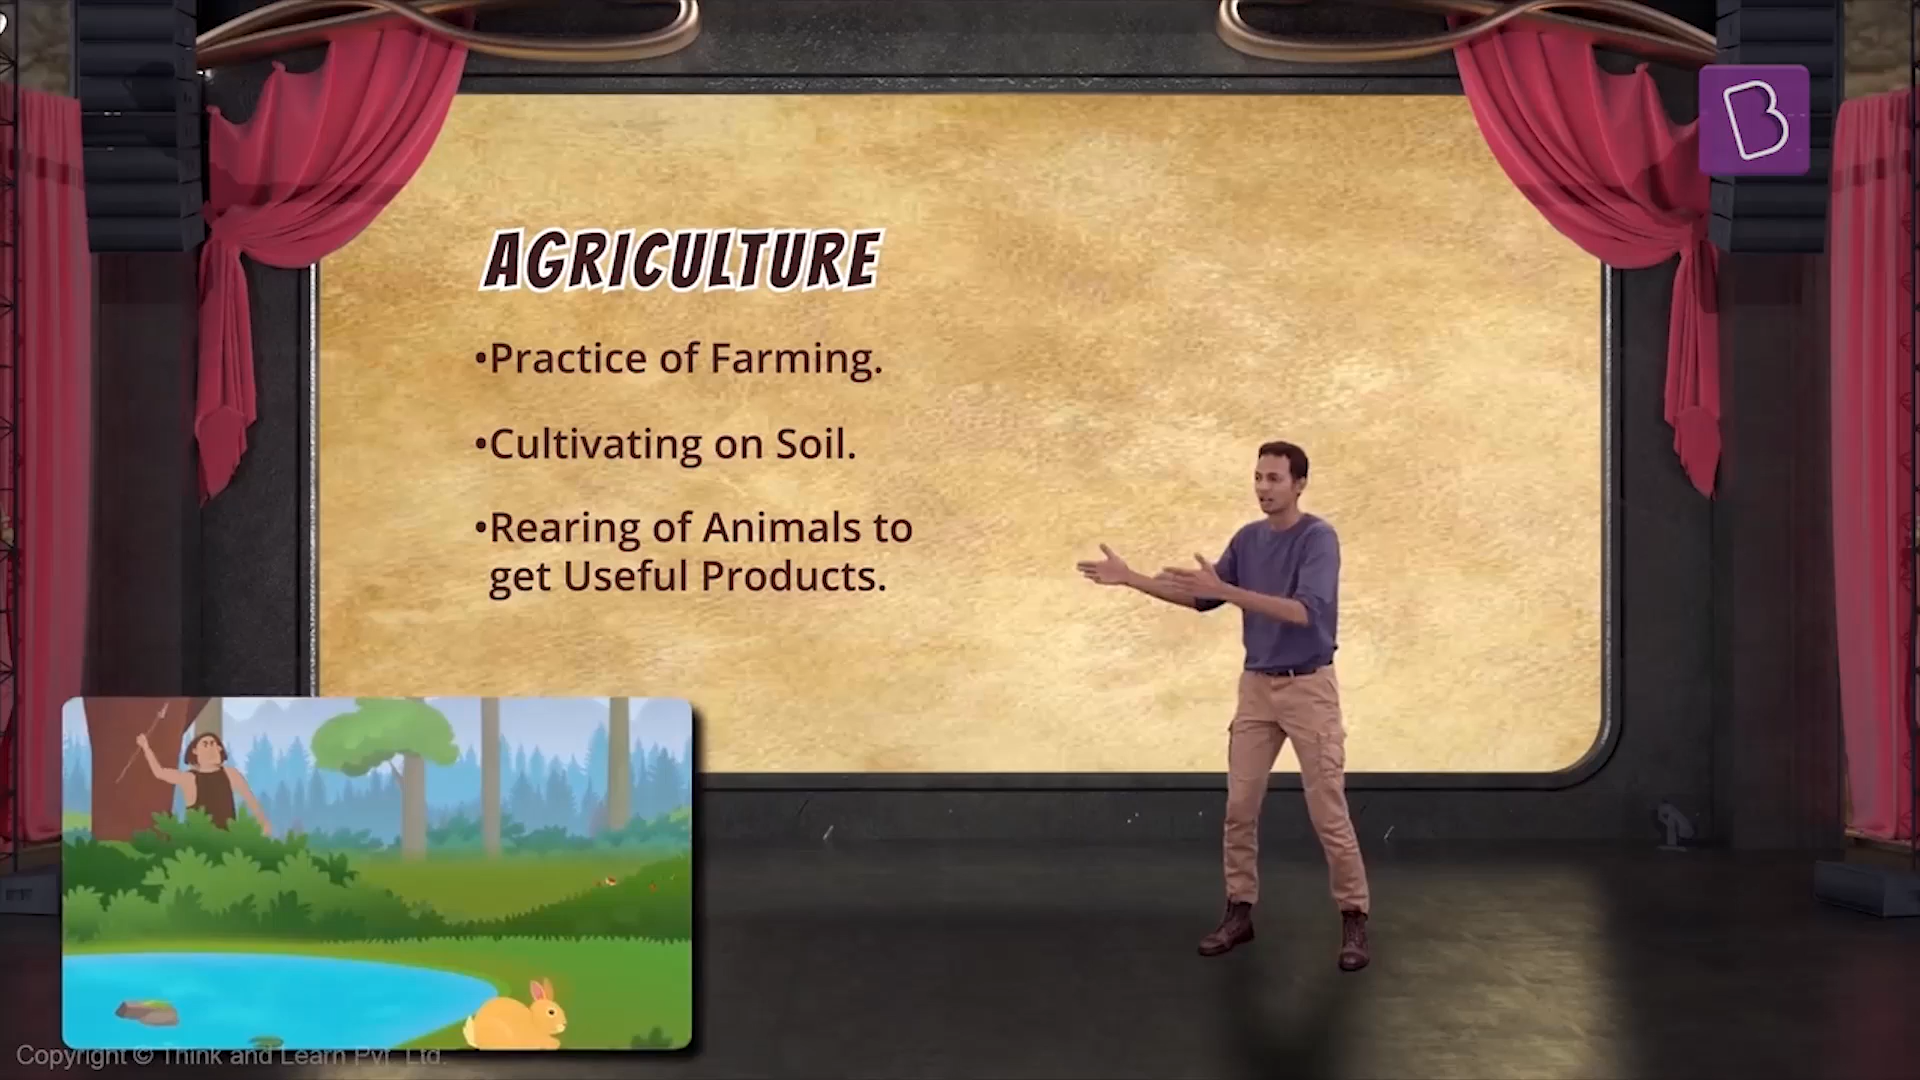 AGRICULTURE
•Practice of Farming.
•Cultivating on Soil.
•Rearing of Animals to
get Useful Products.
B
Copyright © Think and Learn Pvt. Ltd.